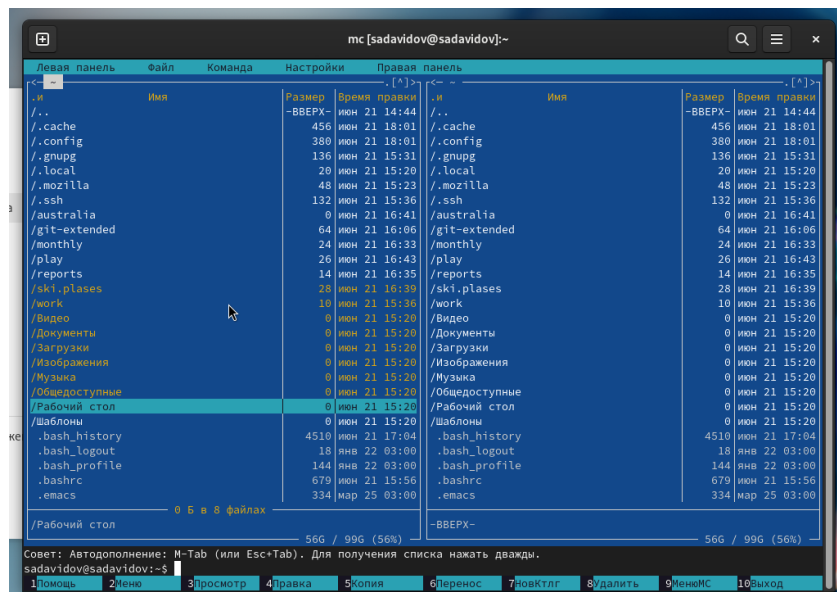 mc [sadavidov@sadavidov]:~
Левая панель Файл Команда Настройки Правая панель
<— ~ .[^]> <— ~ .[^]>
.и Имя Размер Время правки .и Имя Размер Время правки
/.. -ВВЕРХ- июн 21 14:44 /.. -ВВЕРХ- июн 21 14:44
/.cache 456 июн 21 18:01 /.cache 456 июн 21 18:01
/.config 380 июн 21 18:01 /.config 380 июн 21 18:01
/.gnupg 136 июн 21 15:31 /.gnupg 136 июн 21 15:31
/.local 20 июн 21 15:20 /.local 20 июн 21 15:20
/.mozilla 48 июн 21 15:23 /.mozilla 48 июн 21 15:23
/.ssh 132 июн 21 15:36 /.ssh 132 июн 21 15:36
/australia 0 июн 21 16:41 /australia 0 июн 21 16:41
/git-extended 64 июн 21 16:06 /git-extended 64 июн 21 16:06
/monthly 24 июн 21 16:33 /monthly 24 июн 21 16:33
/play 26 июн 21 16:43 /play 26 июн 21 16:43
/reports 14 июн 21 16:35 /reports 14 июн 21 16:35
/ski.plases 28 июн 21 16:39 /ski.plases 28 июн 21 16:39
/work 10 июн 21 15:36 /work 10 июн 21 15:36
/Видео 0 июн 21 15:20 /Видео 0 июн 21 15:20
/Документы 0 июн 21 15:20 /Документы 0 июн 21 15:20
/Загрузки 0 июн 21 15:20 /Загрузки 0 июн 21 15:20
/Изображения 0 июн 21 15:20 /Изображения 0 июн 21 15:20
/Музыка 0 июн 21 15:20 /Музыка 0 июн 21 15:20
/Общедоступные 0 июн 21 15:20 /Общедоступные 0 июн 21 15:20
/Рабочий стол 0 июн 21 15:20 /Рабочий стол 0 июн 21 15:20
/Шаблоны 0 июн 21 15:20 /Шаблоны 0 июн 21 15:20
.bash_history 4510 июн 21 17:04 .bash_history 4510 июн 21 17:04
.bash_logout 18 янв 22 03:00 .bash_logout 18 янв 22 03:00
.bash_profile 144 янв 22 03:00 .bash_profile 144 янв 22 03:00
.bashrc 679 июн 21 15:56 .bashrc 679 июн 21 15:56
.emacs 334 мар 25 03:00 .emacs 334 мар 25 03:00
0 Б в 8 файлах
/Рабочий стол -ВВЕРХ-
56G / 99G (56%) 56G / 99G (56%)
Совет: Автодополнение: M-Tab (или Esc+Tab). Для получения списка нажать дважды.
sadavidov@sadavidov:~$
1Помощь 2Меню 3Просмотр 4Правка 5Копия 6Перенос 7НовКтлг 8Удалить 9МенюМС 10Выход